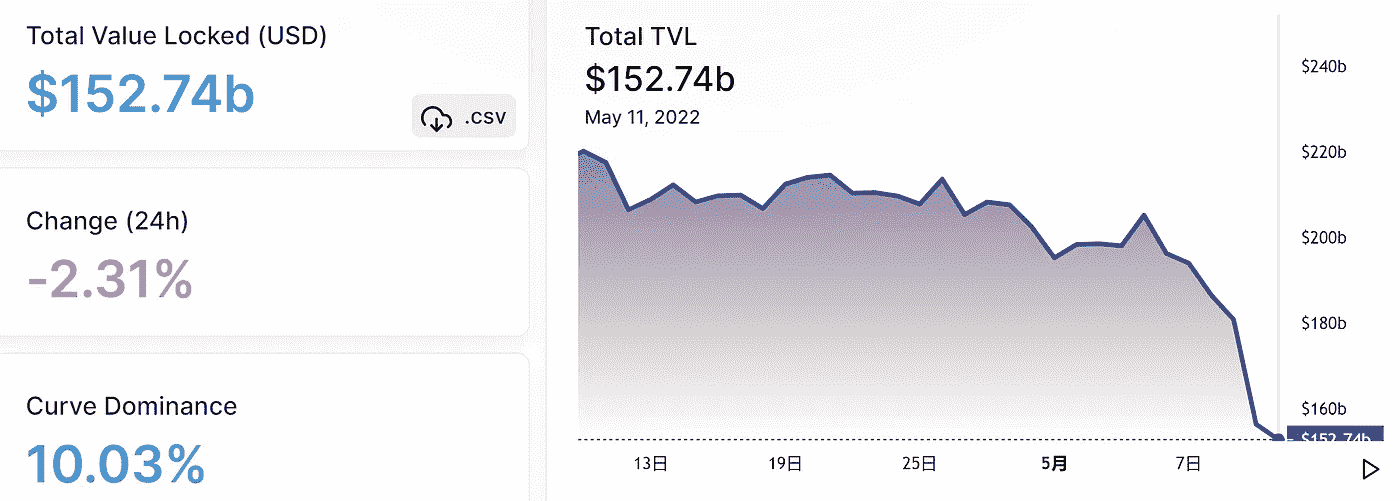 Total Value Locked (USD)
$152.74b
.csv
Change (24h)
-2.31%
Curve Dominance
10.03%
Total TVL
$152.74b
May 11, 2022
$240b
$220b
$200b
$180b
$160b
$152.74b
13日 19日 25日 5月 7日